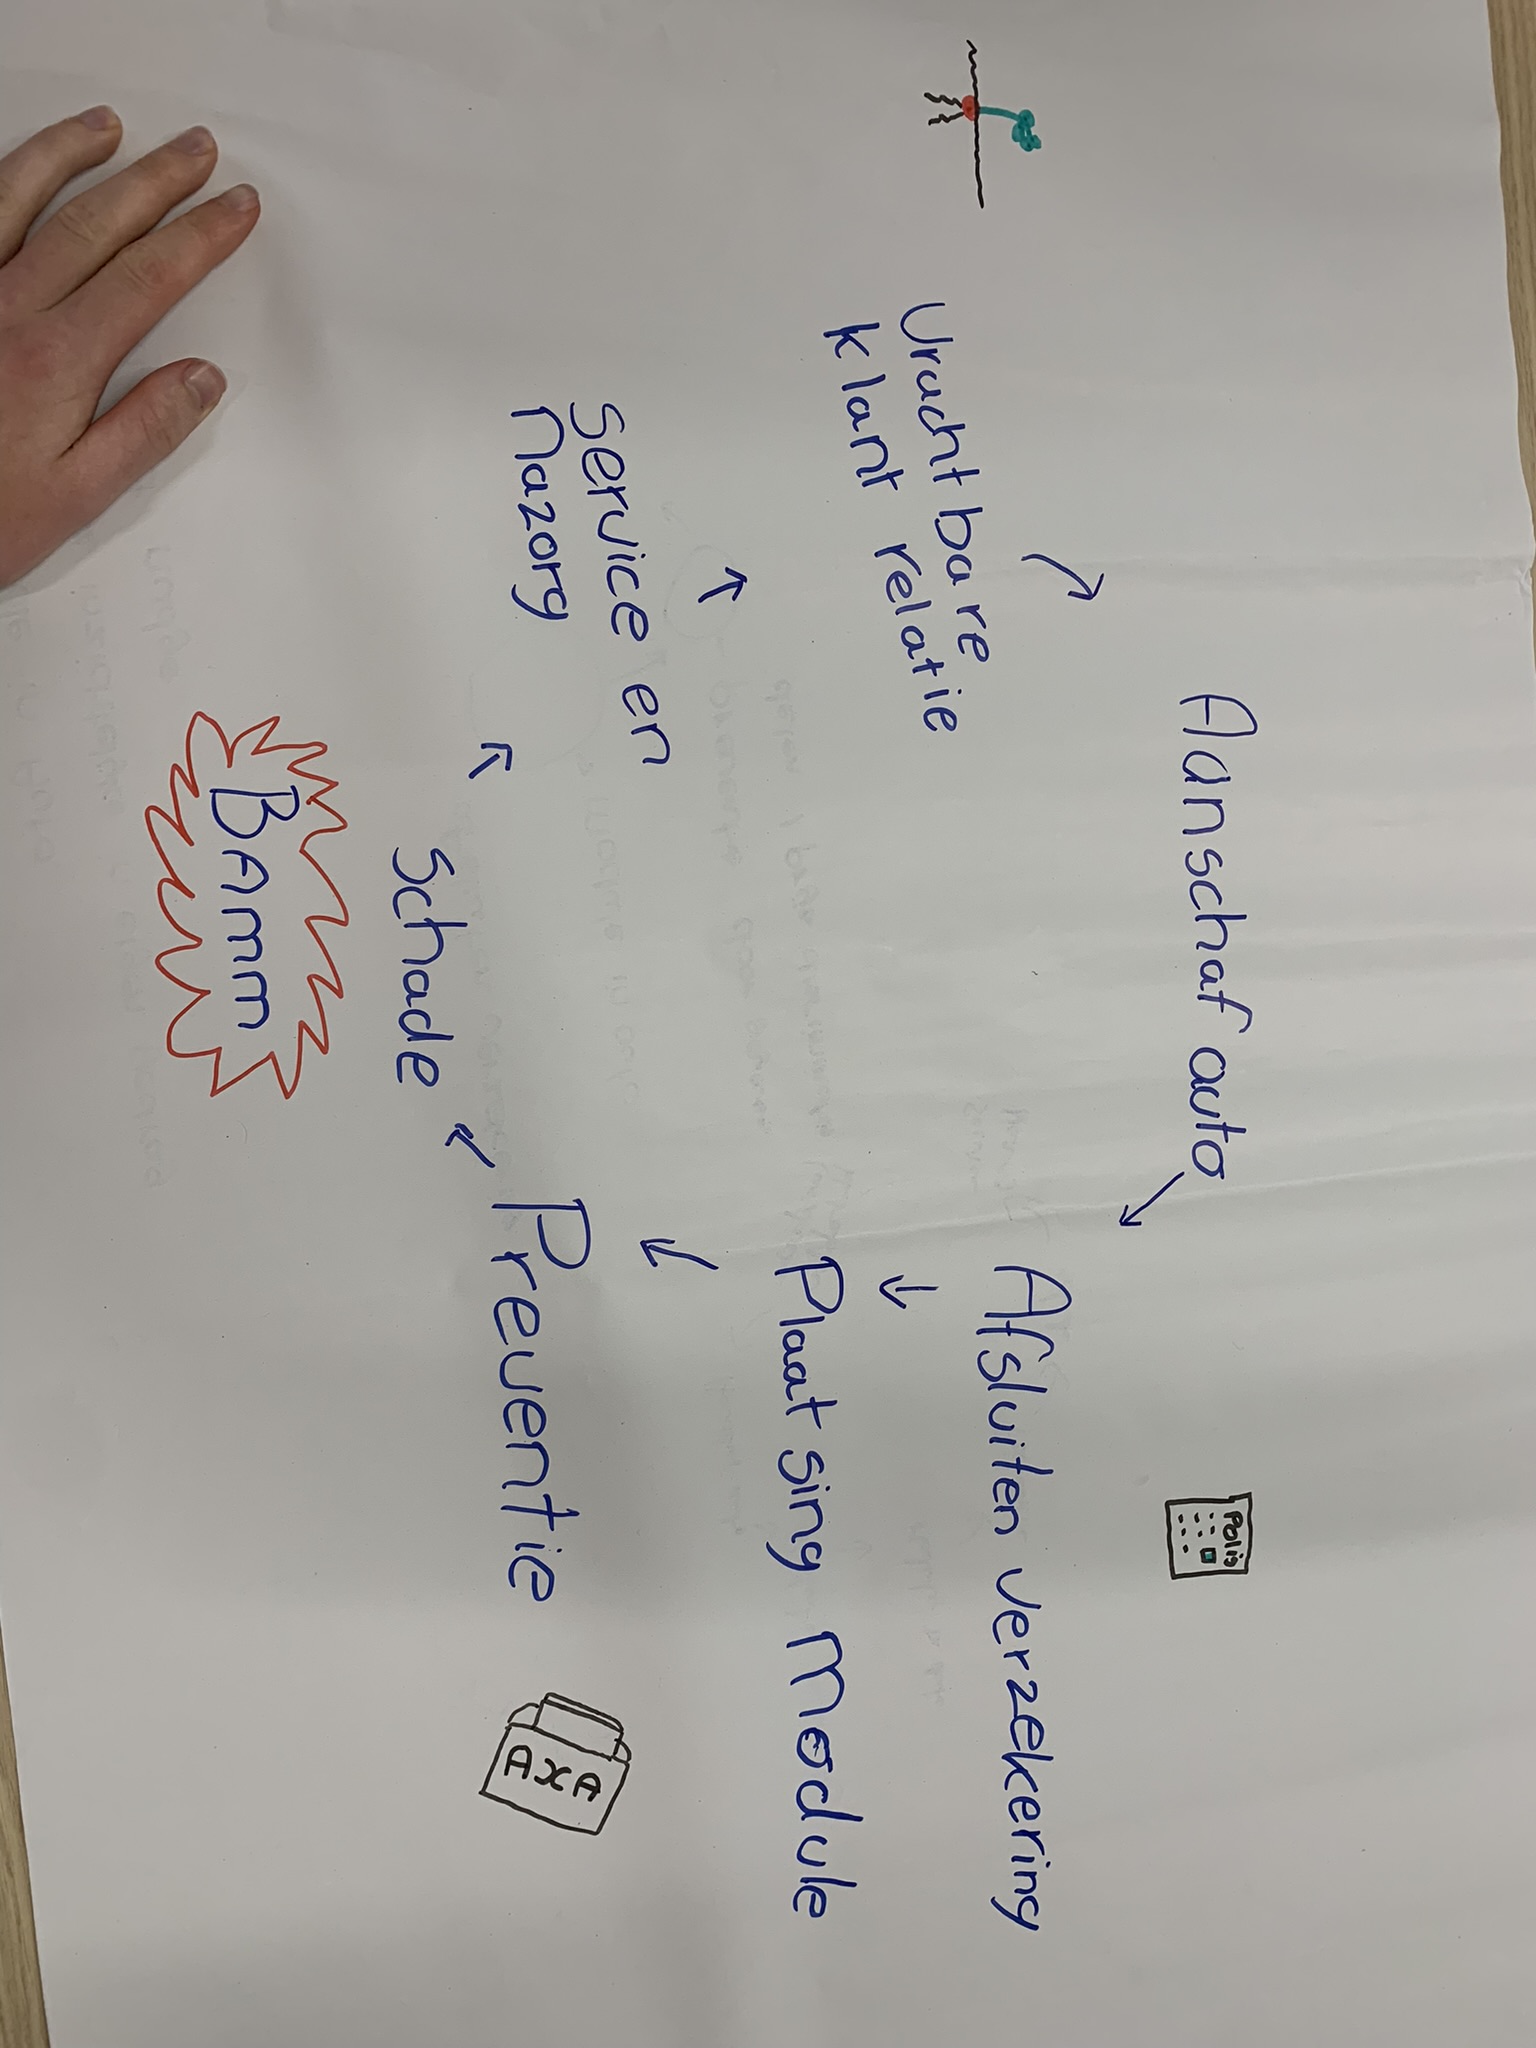 Aanschaf auto
Polis
Afsluiten verzekering
Plaatsing Module
Preventie
AXA
Schade
BAMM
Service en
Nazorg
Vruchtbare
klant relatie